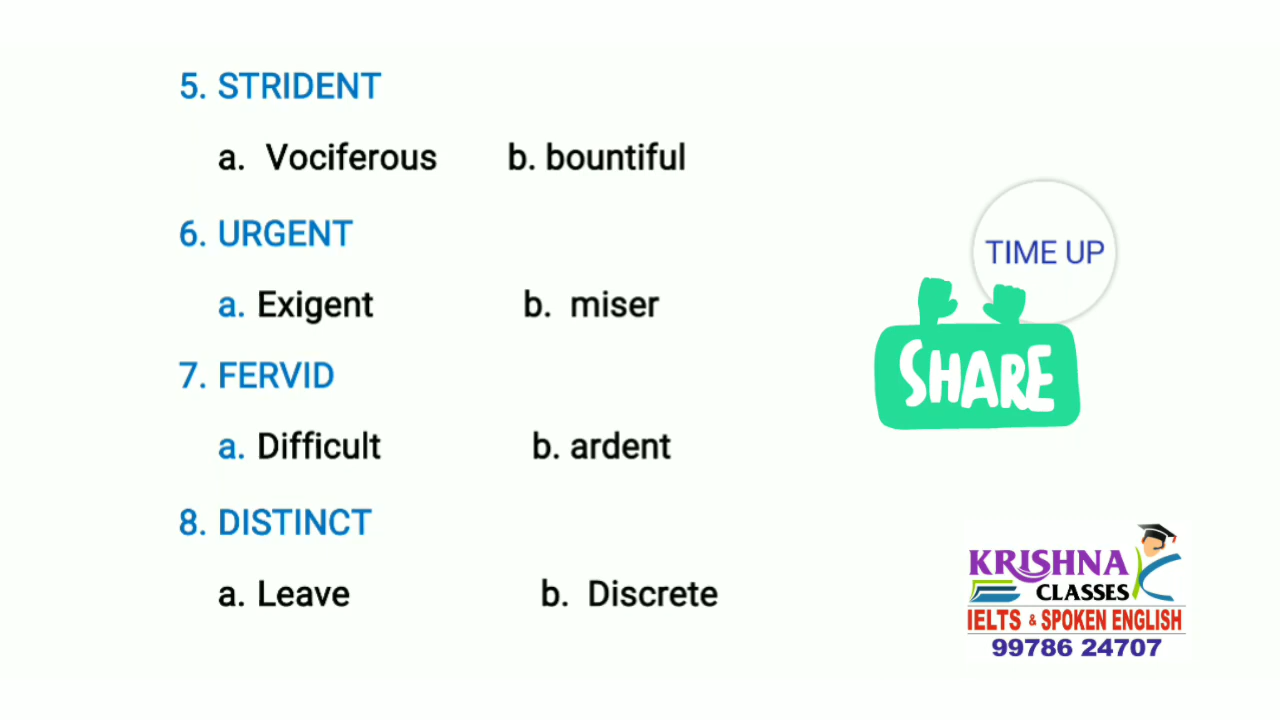 5. STRIDENT
a. Vociferous b. bountiful
6. URGENT
TIME UP
a. Exigent b. miser
SHARE
7. FERVID
a. Difficult b. ardent
8. DISTINCT
a. Leave b. Discrete
KRISHNA
CLASSES
IELTS & SPOKEN ENGLISH
99786 24707